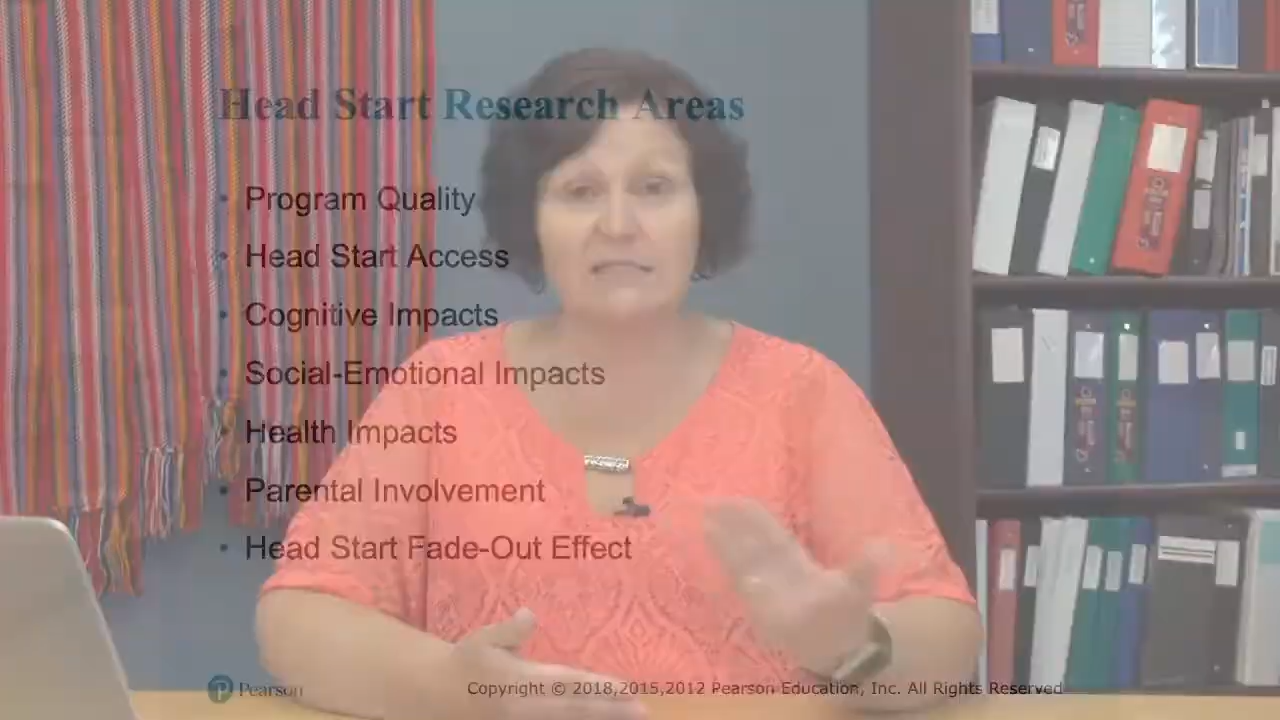 Head Start Research Areas
• Program Quality
• Head Start Access
• Cognitive Impacts
• Social-Emotional Impacts
• Health Impacts
• Parental Involvement
• Head Start Fade-Out Effect
Pearson Copyright © 2018,2015,2012 Pearson Education, Inc. All Rights Reserved